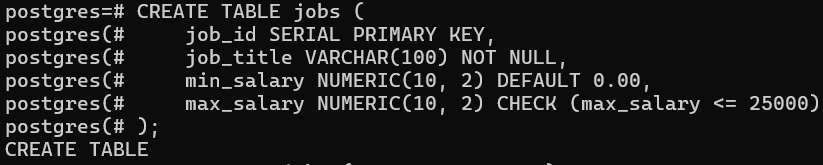 postgres=# CREATE TABLE jobs (
postgres(#     job_id SERIAL PRIMARY KEY,
postgres(#     job_title VARCHAR(100) NOT NULL,
postgres(#     min_salary NUMERIC(10, 2) DEFAULT 0.00,
postgres(#     max_salary NUMERIC(10, 2) CHECK (max_salary <= 25000)
postgres(# );
CREATE TABLE